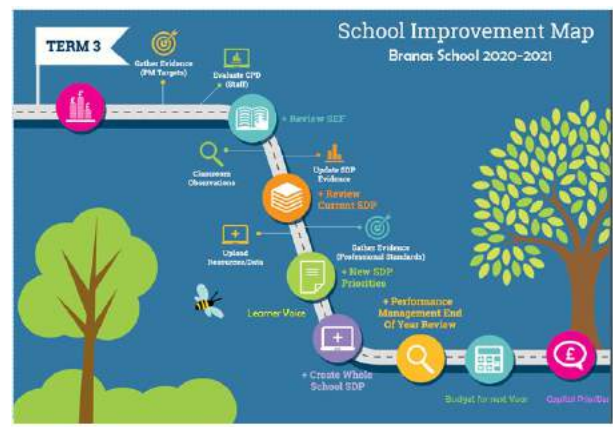 School Improvement Map
Branas School 2020-2021
TERM 3
Gather Evidence
(PM Targets)
Evaluate CPD
(Staff)
+ Review SEF
Classroom
Observations
Update SDP
Evidence
+ Review
Current SDP
Upload
Resources/Data
Gather Evidence
(Professional Standards)
+ New SDP
Priorities
Learner Voice
+ Performance
Management End
Of Year Review
+ Create Whole
School SDP
Budget for next Year
Capital Priorities
£